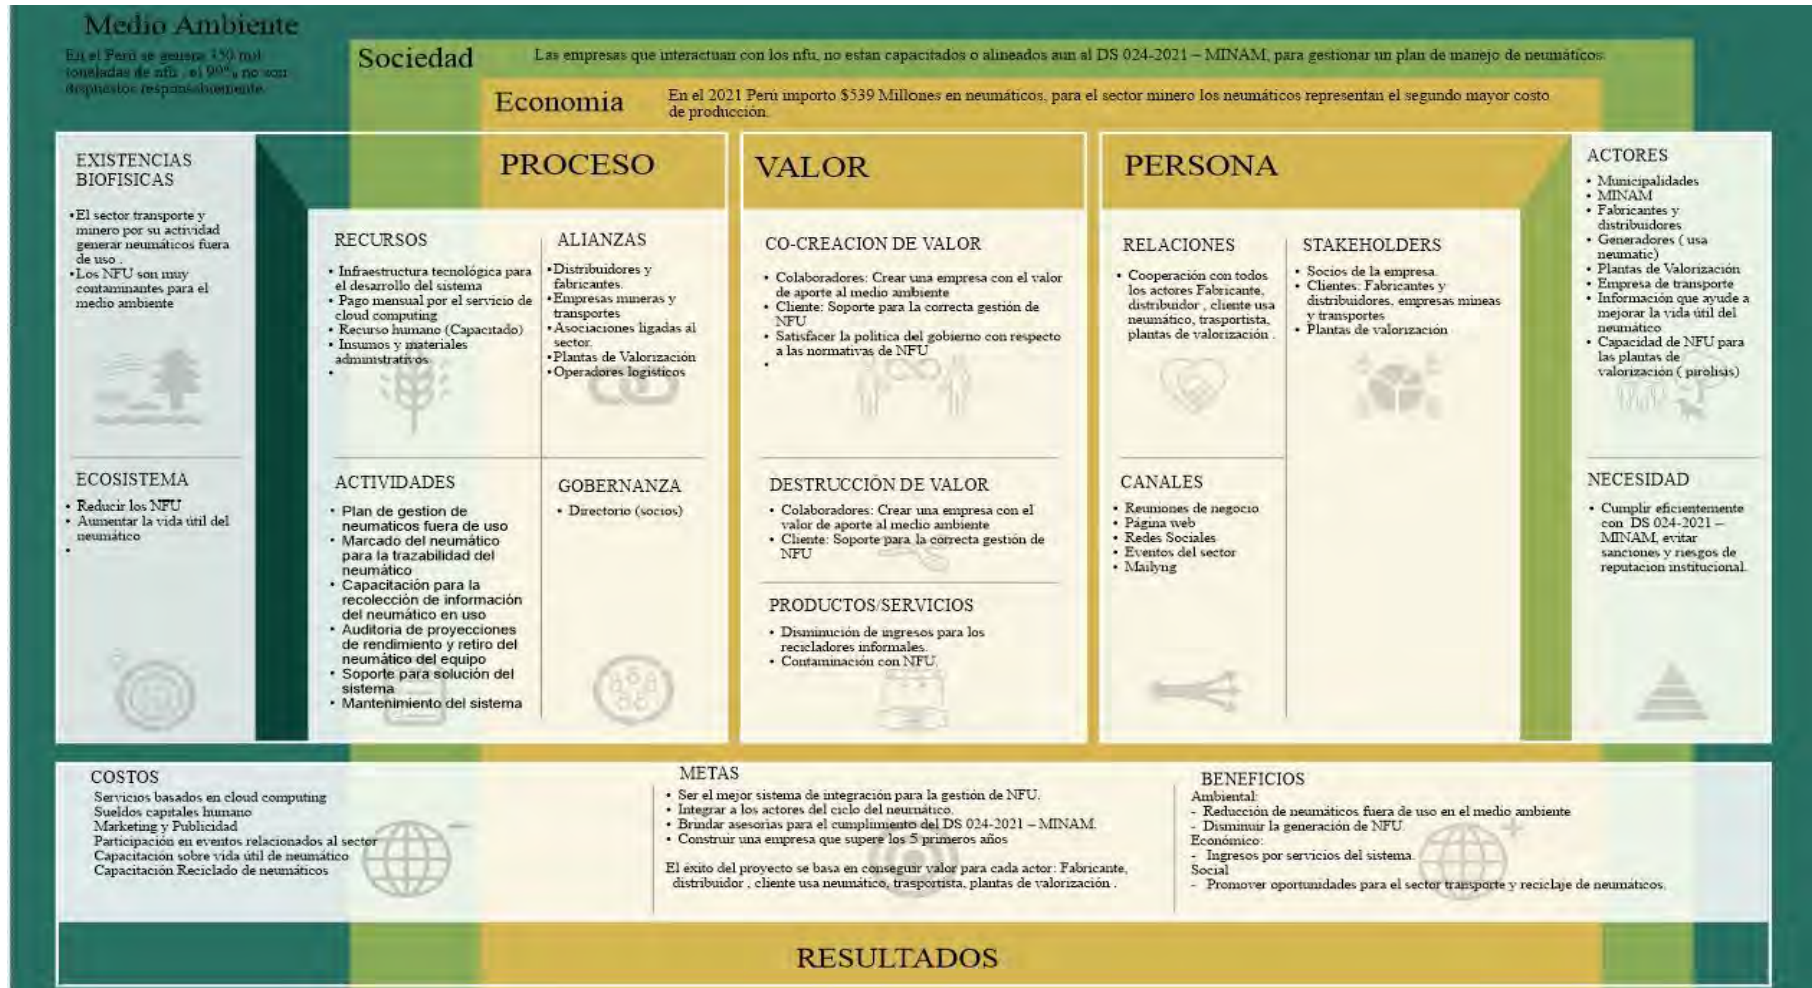 Medio Ambiente
En el Perú se genera 350 mil
toneladas de nfu , el 99% no son
dispuestos responsablemente.
Sociedad
Las empresas que interactuan con los nfu, no estan capacitados o alineados aun al DS 024-2021 – MINAM, para gestionar un plan de manejo de neumáticos.
Economia
En el 2021 Perú importo $539 Millones en neumáticos, para el sector minero los neumáticos representan el segundo mayor costo
de producción.
EXISTENCIAS
BIOFISICAS
•El sector transporte y
minero por su actividad
generar neumáticos fuera
de uso .
•Los NFU son muy
contaminantes para el
medio ambiente
ECOSISTEMA
• Reducir los NFU
• Aumentar la vida útil del
neumático
•
PROCESO
RECURSOS
• Infraestructura tecnológica para
el desarrollo del sistema
• Pago mensual por el servicio de
cloud computing
• Recurso humano (Capacitado)
• Insumos y materiales
administrativos
•
ALIANZAS
•Distribuidores y
fabricantes.
•Empresas mineras y
transportes
•Asociaciones ligadas al
sector.
•Plantas de Valorización
•Operadores logísticos
ACTIVIDADES
• Plan de gestion de
neumaticos fuera de uso
• Marcado del neumático
para la trazabilidad del
neumático
• Capacitación para la
recolección de información
del neumático en uso
• Auditoria de proyecciones
de rendimiento y retiro del
neumático del equipo
• Soporte para solución del
sistema
• Mantenimiento del sistema
GOBERNANZA
• Directorio (socios)
VALOR
CO-CREACION DE VALOR
• Colaboradores: Crear una empresa con el valor
de aporte al medio ambiente
• Cliente: Soporte para la correcta gestión de
NFU
• Satisfacer la política del gobierno con respecto
a las normativas de NFU
•
DESTRUCCIÓN DE VALOR
• Colaboradores: Crear una empresa con el
valor de aporte al medio ambiente
• Cliente: Soporte para la correcta gestión de
NFU
PRODUCTOS/SERVICIOS
• Disminución de ingresos para los
recicladores informales.
• Contaminación con NFU.
PERSONA
RELACIONES
• Cooperación con todos
los actores Fabricante,
distribuidor , cliente usa
neumático, trasportista,
plantas de valorización .
STAKEHOLDERS
• Socios de la empresa.
• Clientes: Fabricantes y
distribuidores, empresas mineas
y transportes
• Plantas de valorización
CANALES
• Reuniones de negocio
• Página web
• Redes Sociales
• Eventos del sector
• Mailyng
ACTORES
• Municipalidades
• MINAM
• Fabricantes y
distribuidores
• Generadores ( usa
neumatic)
• Plantas de Valorización
• Empresa de transporte
• Información que ayude a
mejorar la vida útil del
neumático
• Capacidad de NFU para
las plantas de
valorización ( pirolisis)
NECESIDAD
• Cumplir eficientemente
con DS 024-2021 –
MINAM, evitar
sanciones y riesgos de
reputacion institucional.
COSTOS
Servicios basados en cloud computing
Sueldos capitales humano
Marketing y Publicidad
Participación en eventos relacionados al sector
Capacitación sobre vida útil de neumático
Capacitación Reciclado de neumáticos
METAS
• Ser el mejor sistema de integración para la gestión de NFU.
• Integrar a los actores del ciclo del neumático.
• Brindar asesorias para el cumplimiento del DS 024-2021 – MINAM.
• Construir una empresa que supere los 5 primeros años
El éxito del proyecto se basa en conseguir valor para cada actor: Fabricante,
distribuidor , cliente usa neumático, trasportista, plantas de valorización .
BENEFICIOS
Ambiental:
- Reducción de neumáticos fuera de uso en el medio ambiente
- Disminuir la generación de NFU
Económico:
- Ingresos por servicios del sistema.
Social
- Promover oportunidades para el sector transporte y reciclaje de neumáticos.
RESULTADOS